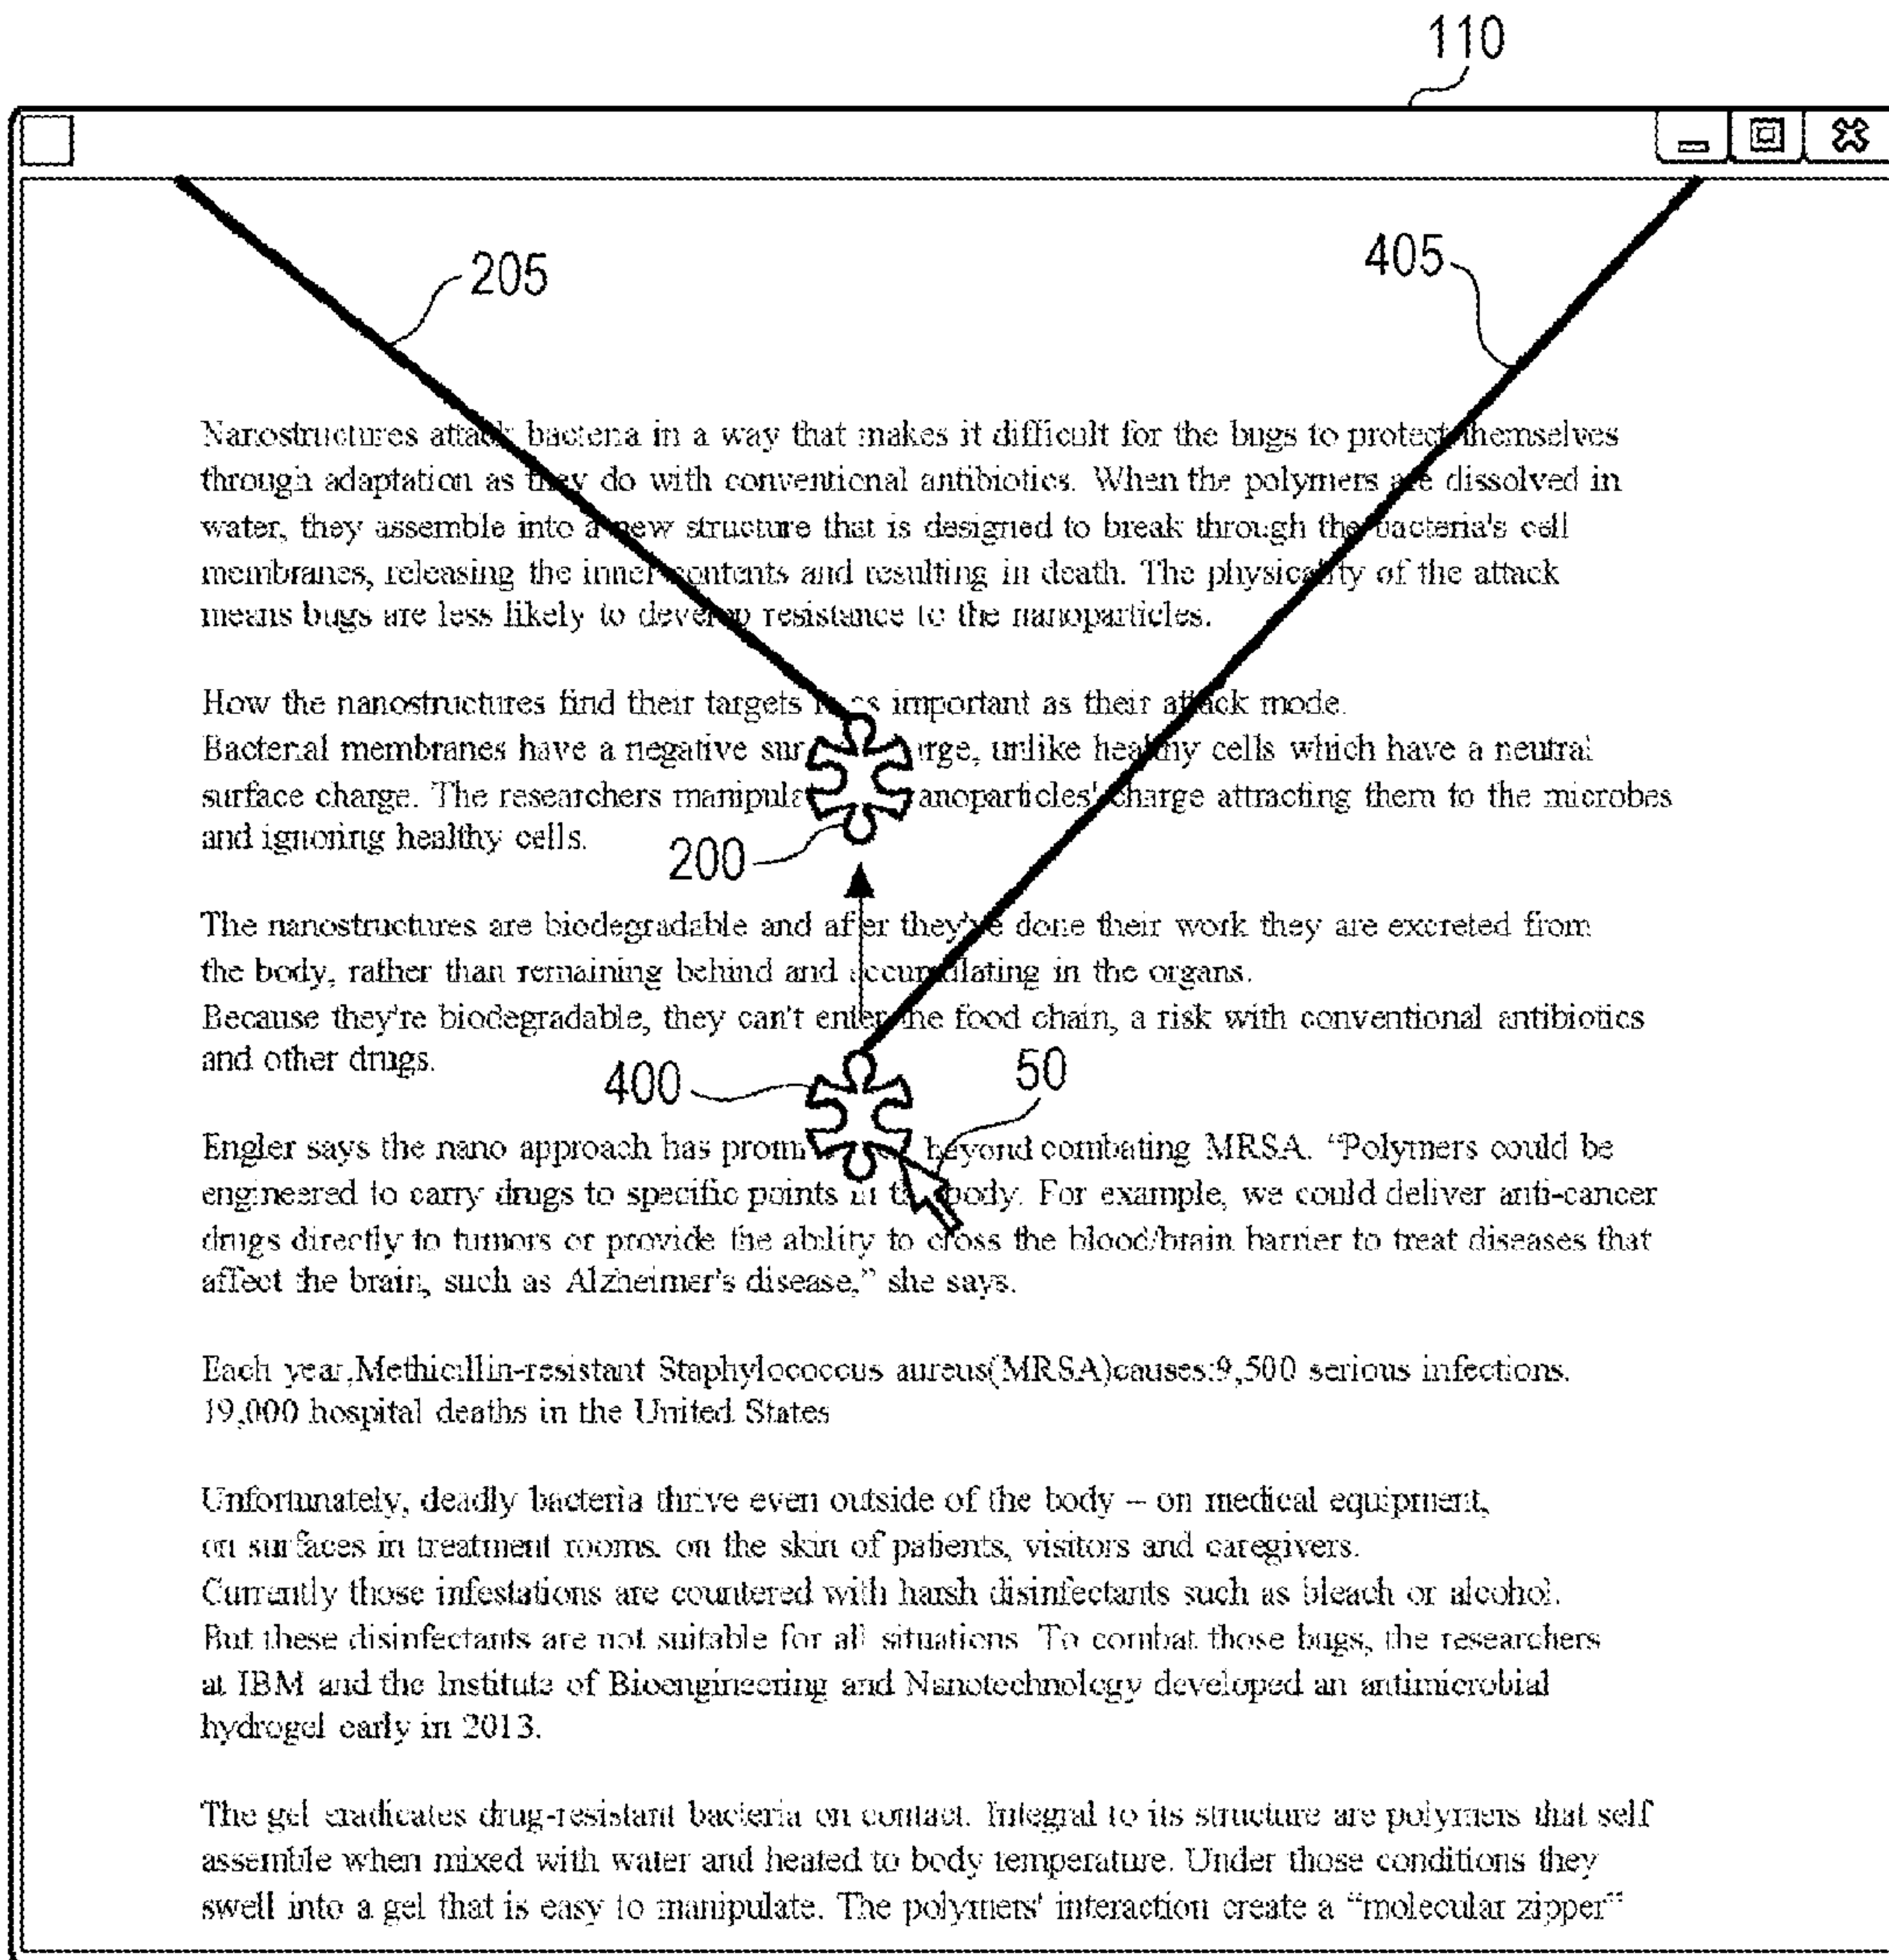 110
205
405
Nanostructures attack bacteria in a way that makes it difficult for the bugs to protect themselves
through adaptation as they do with conventional antibiotics. When the polymers are dissolved in
water, they assemble into a new structure that is designed to break through the bacteria's cell
membranes, releasing the inner contents and resulting in death. The physicality of the attack
means bugs are less likely to develop resistance to the nanoparticles.
How the nanostructures find their targets is as important as their attack mode.
Bacterial membranes have a negative sur rge, unlike healthy cells which have a neutral
surface charge. The researchers manipula anoparticles' charge attracting them to the microbes
and ignoring healthy cells.
200
The nanostructures are biodegradable and after they've done their work they are excreted from
the body, rather than remaining behind and accumulating in the organs.
Because they're biodegradable, they can't enter the food chain, a risk with conventional antibiotics
and other drugs.
400
50
Engler says the nano approach has promi beyond combating MRSA. “Polymers could be
engineered to carry drugs to specific points in the body. For example, we could deliver anti-cancer
drugs directly to tumors or provide the ability to cross the blood/brain barrier to treat diseases that
affect the brain, such as Alzheimer's disease,” she says.
Each year,Methicillin-resistant Staphylococcus aureus(MRSA)causes:9,500 serious infections.
19,000 hospital deaths in the United States
Unfortunately, deadly bacteria thrive even outside of the body – on medical equipment,
on surfaces in treatment rooms. on the skin of patients, visitors and caregivers.
Currently those infestations are countered with harsh disinfectants such as bleach or alcohol.
But these disinfectants are not suitable for all situations. To combat those bugs, the researchers
at IBM and the Institute of Bioengineering and Nanotechnology developed an antimicrobial
hydrogel early in 2013.
The gel eradicates drug-resistant bacteria on contact. Integral to its structure are polymers that self
assemble when mixed with water and heated to body temperature. Under those conditions they
swell into a gel that is easy to manipulate. The polymers' interaction create a “molecular zipper”